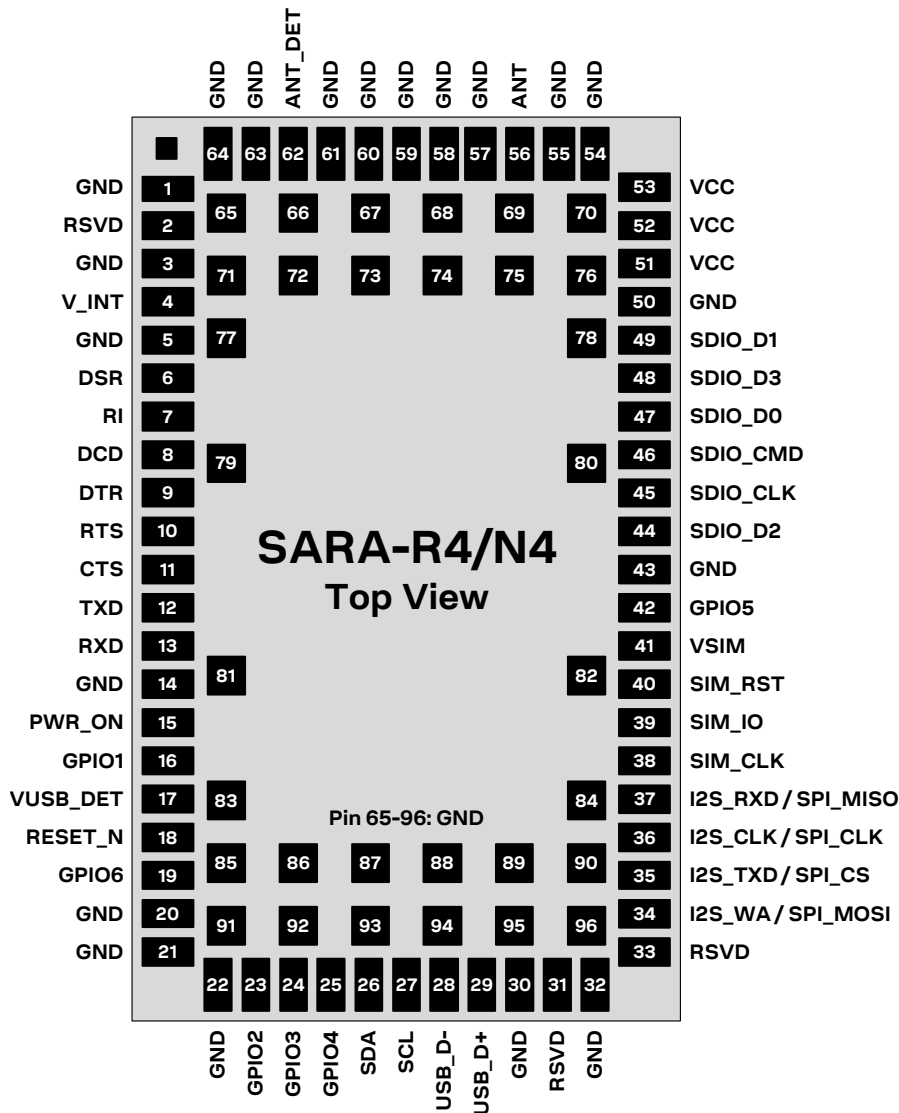 GND GND ANT_DET GND GND GND GND GND ANT GND GND
64 63 62 61 60 59 58 57 56 55 54
GND 1 53 VCC
65 66 67 68 69 70
RSVD 2 52 VCC
GND 3 51 VCC
71 72 73 74 75 76
V_INT 4 50 GND
GND 5 77 78 49 SDIO_D1
DSR 6 48 SDIO_D3
RI 7 47 SDIO_D0
DCD 8 79 80 46 SDIO_CMD
DTR 9 45 SDIO_CLK
RTS 10 44 SDIO_D2
SARA-R4/N4
CTS 11 43 GND
TXD 12 Top View 42 GPIO5
RXD 13 41 VSIM
GND 14 81 82 40 SIM_RST
PWR_ON 15 39 SIM_IO
GPIO1 16 38 SIM_CLK
VUSB_DET 17 83 84 37 I2S_RXD / SPI_MISO
Pin 65-96: GND
RESET_N 18 36 I2S_CLK / SPI_CLK
85 86 87 88 89 90
GPIO6 19 35 I2S_TXD / SPI_CS
GND 20 34 I2S_WA / SPI_MOSI
91 92 93 94 95 96
GND 21 33 RSVD
22 23 24 25 26 27 28 29 30 31 32
GND GPIO2 GPIO3 GPIO4 SDA SCL USB_D- USB_D+ GND RSVD GND